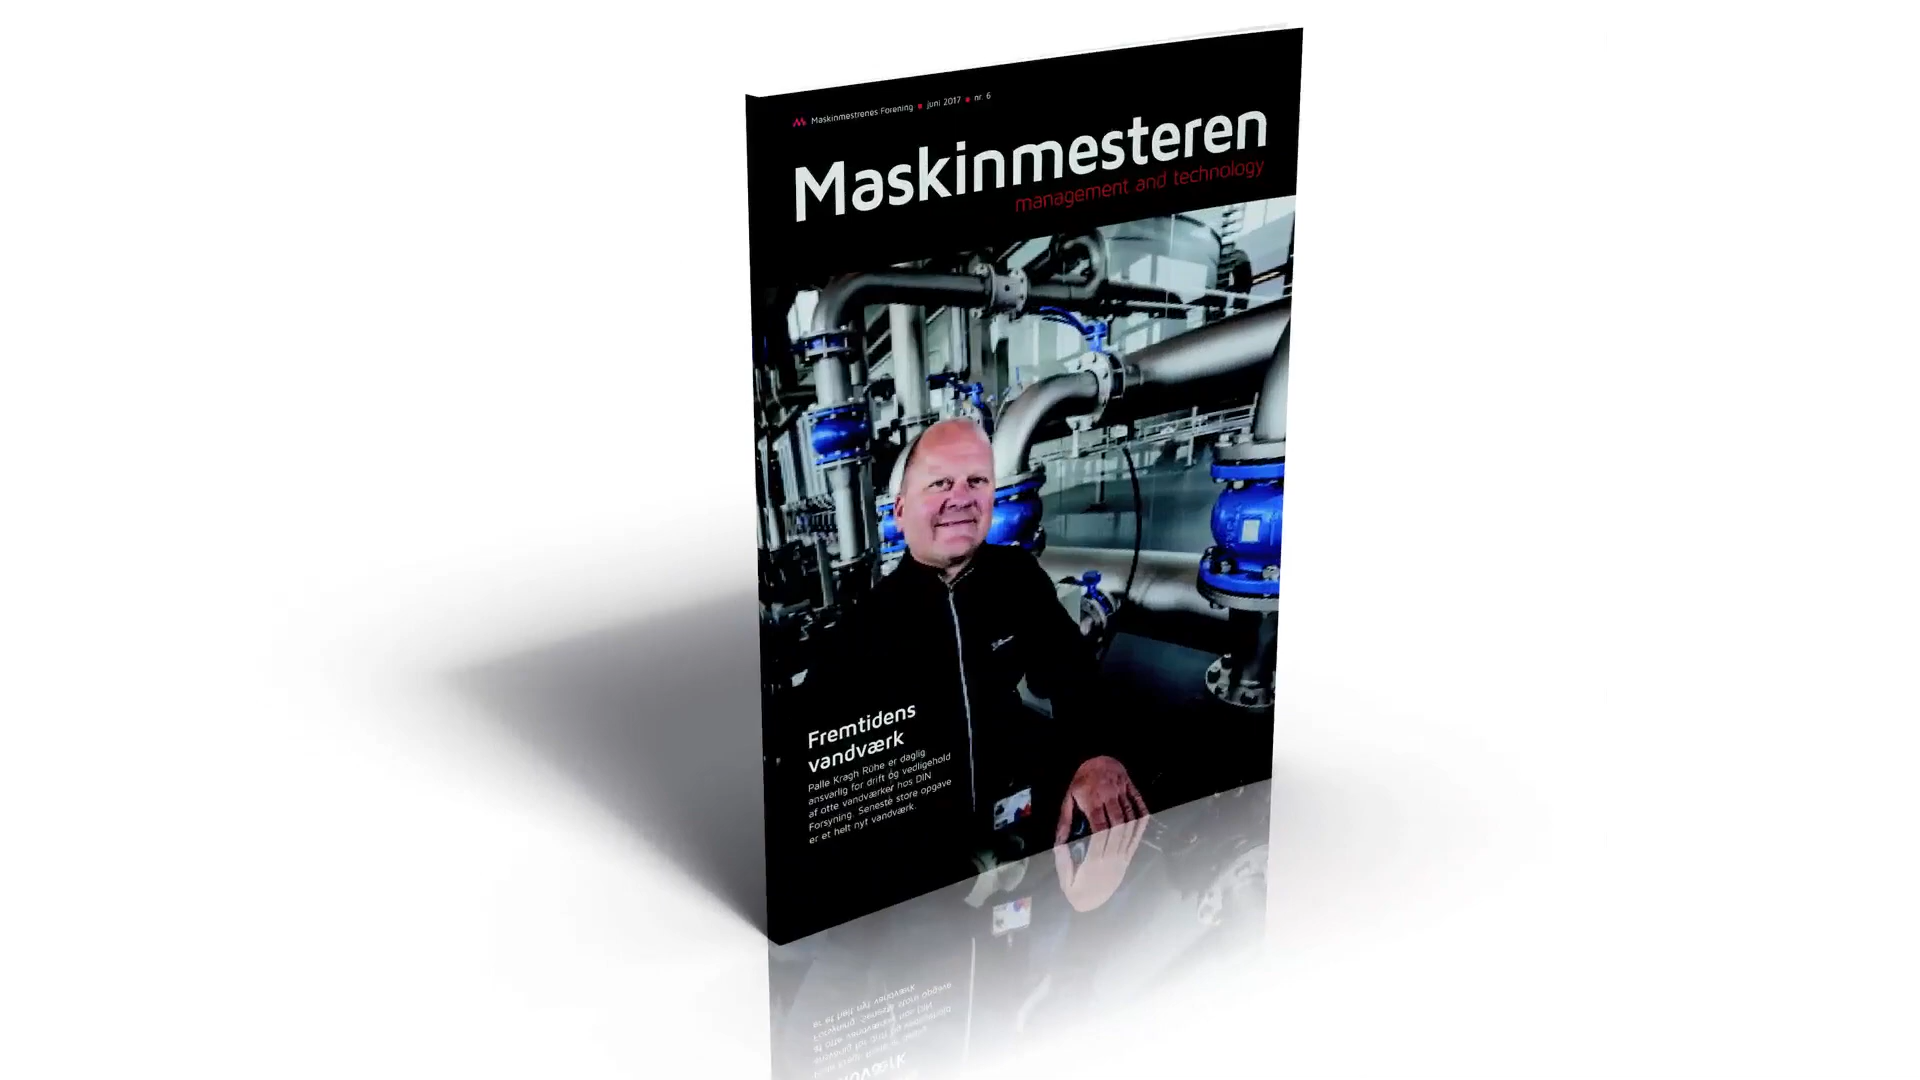 Maskinmestrenes Forening ▪ juni 2017 ▪ nr. 6
Maskinmesteren
management and technology
Fremtidens
vandværk
Palle Kragh Rühe er daglig
ansvarlig for drift og vedligehold
af otte vandværker hos DIN
Forsyning. Seneste store opgave
er et helt nyt vandværk.